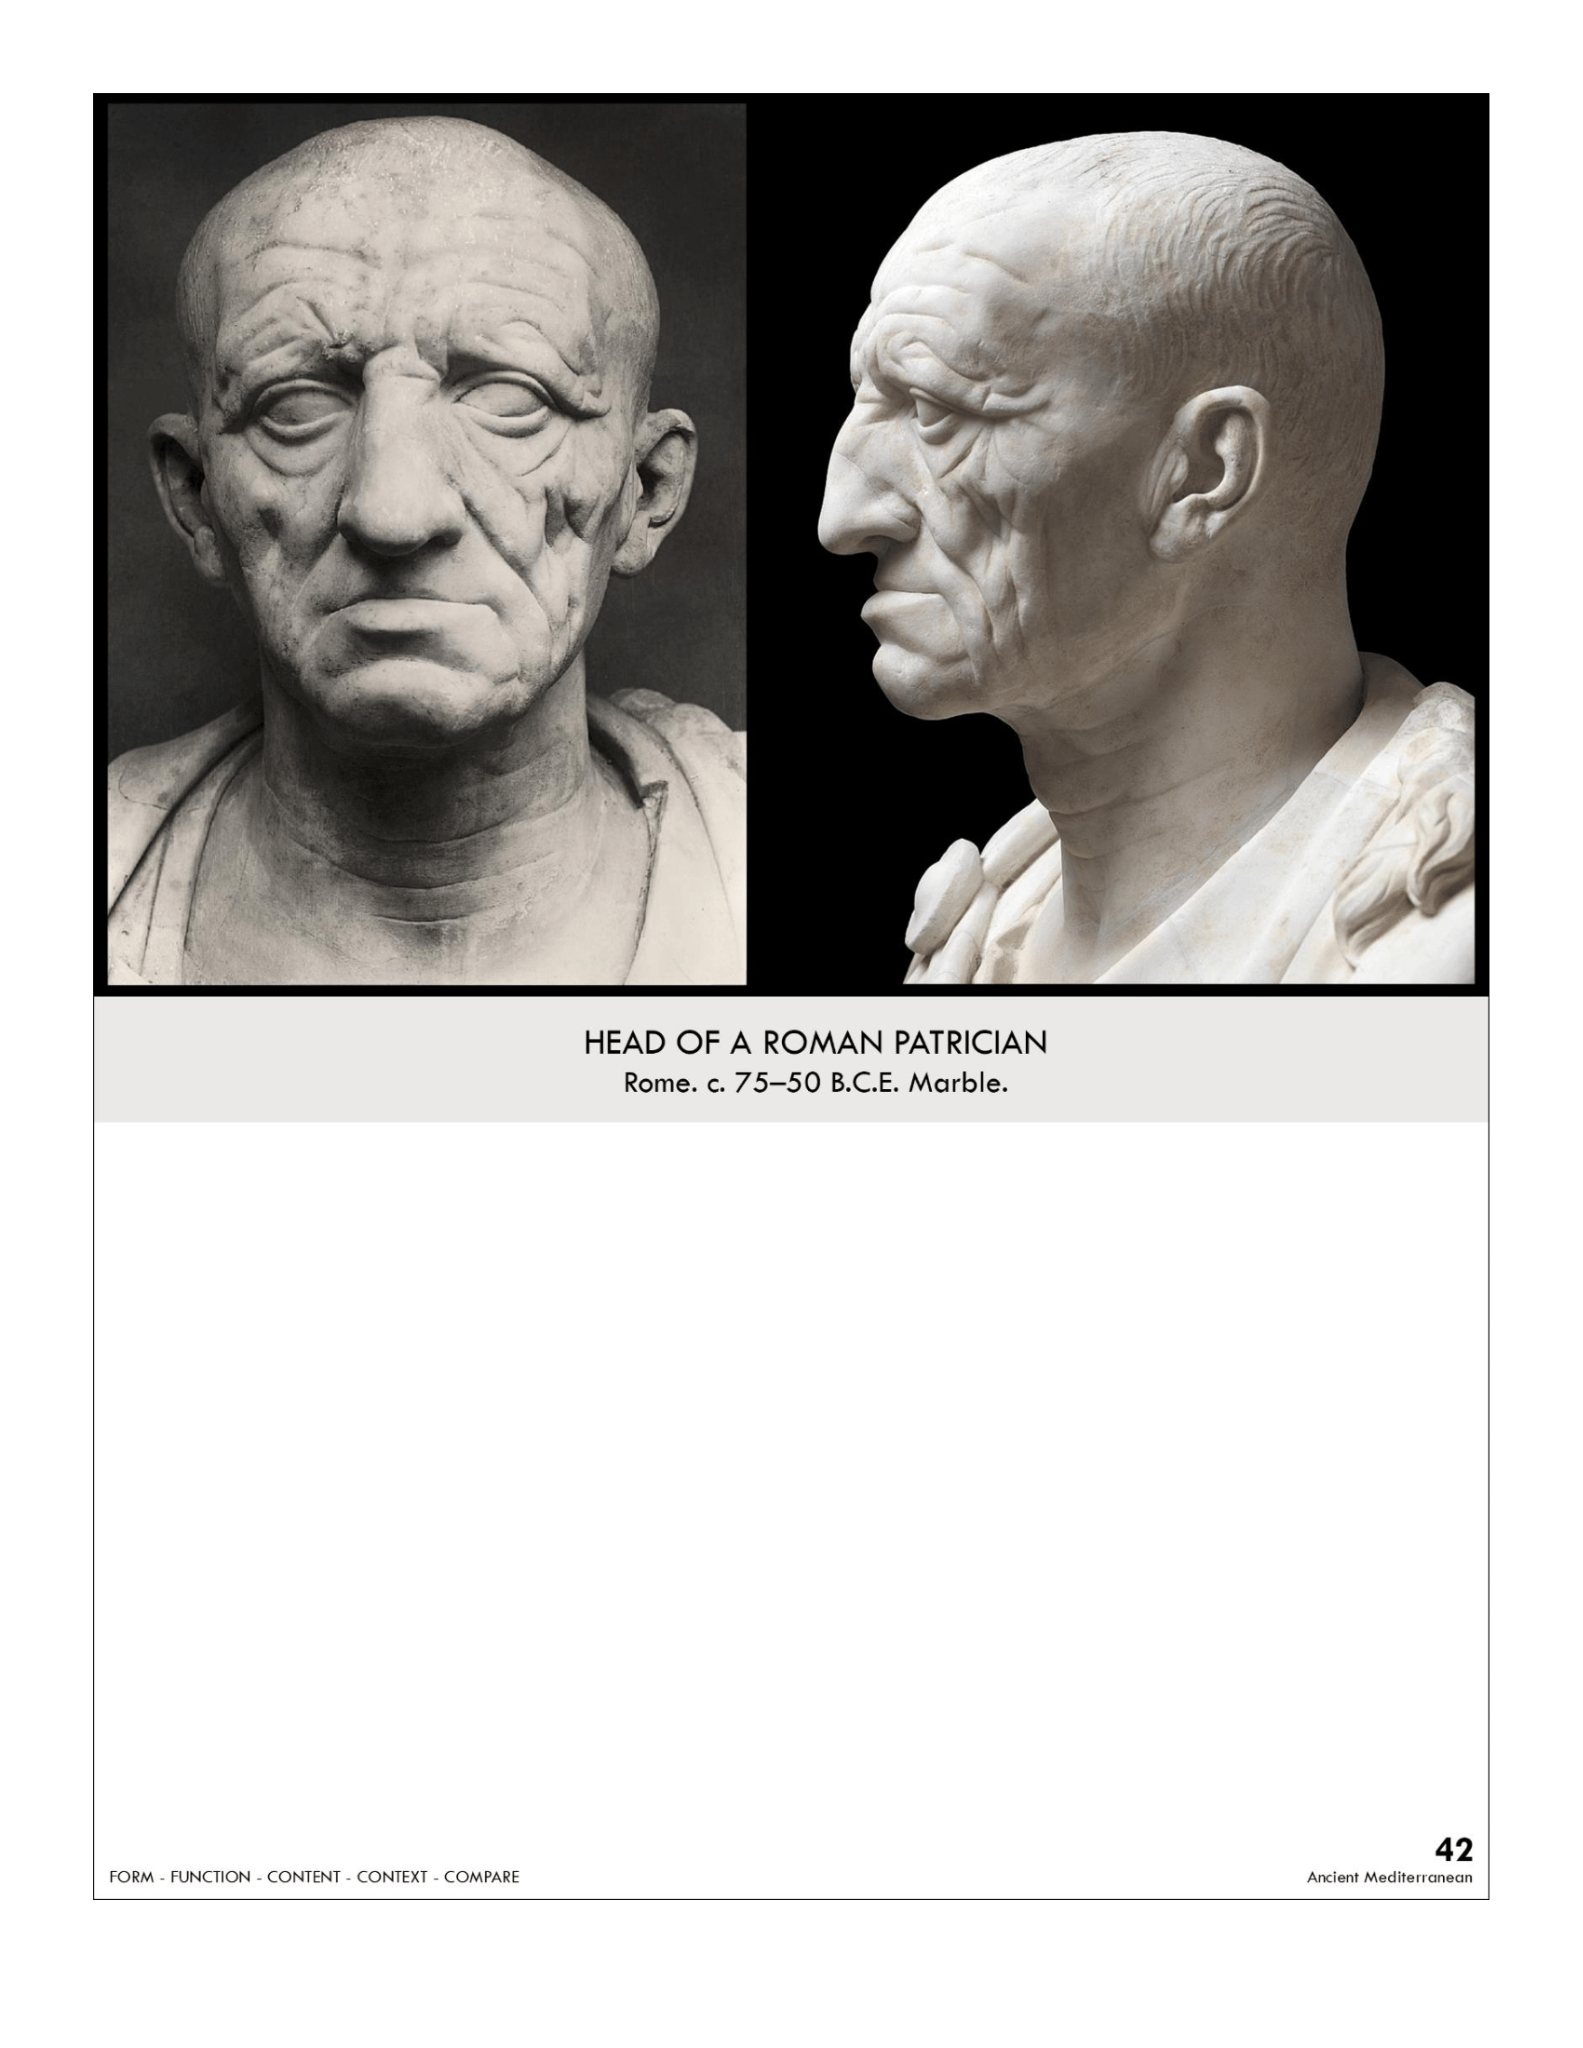 HEAD OF A ROMAN PATRICIAN
Rome. c. 75–50 B.C.E. Marble.
42
FORM - FUNCTION - CONTENT - CONTEXT - COMPARE
Ancient Mediterranean